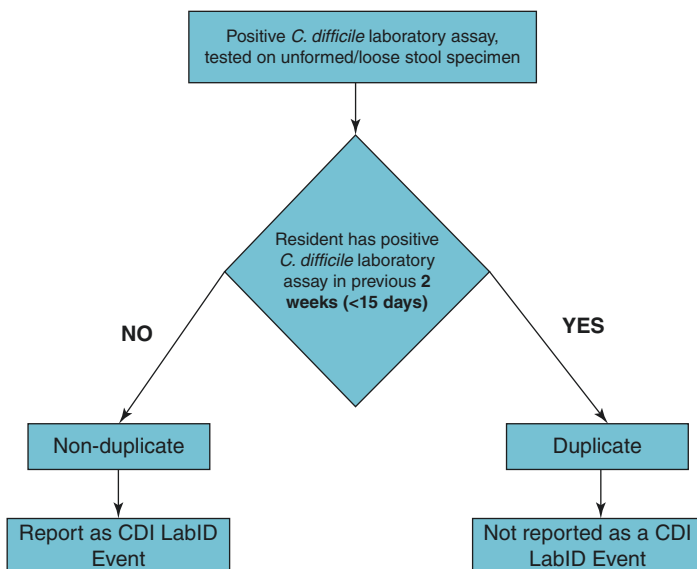 Positive C. difficile laboratory assay,
tested on unformed/loose stool specimen
Resident has positive
C. difficile laboratory
assay in previous 2
weeks (<15 days)
NO
YES
Non-duplicate
Duplicate
Report as CDI LabID
Event
Not reported as a CDI
LabID Event